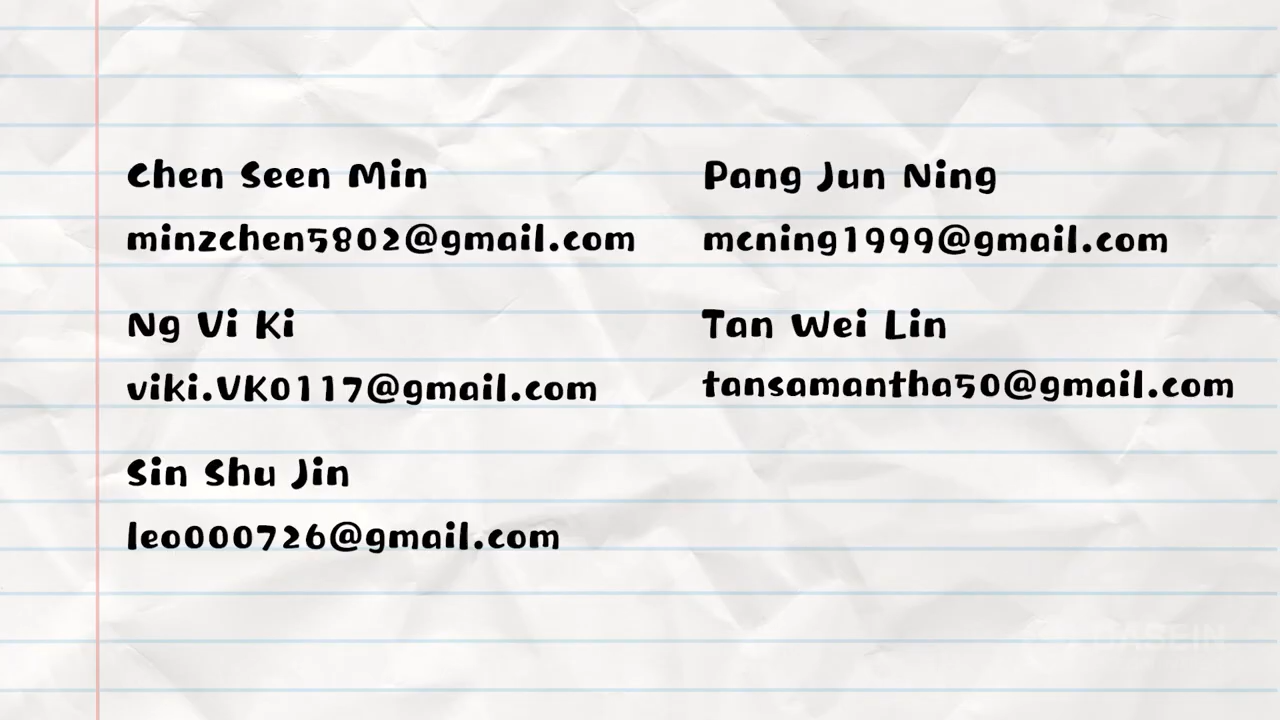 Chen Seen Min
minzchen5802@gmail.com
Ng Vi Ki
viki.VK0117@gmail.com
Sin Shu Jin
leo000726@gmail.com
Pang Jun Ning
mcning1999@gmail.com
Tan Wei Lin
tansamantha50@gmail.com
DASEIN